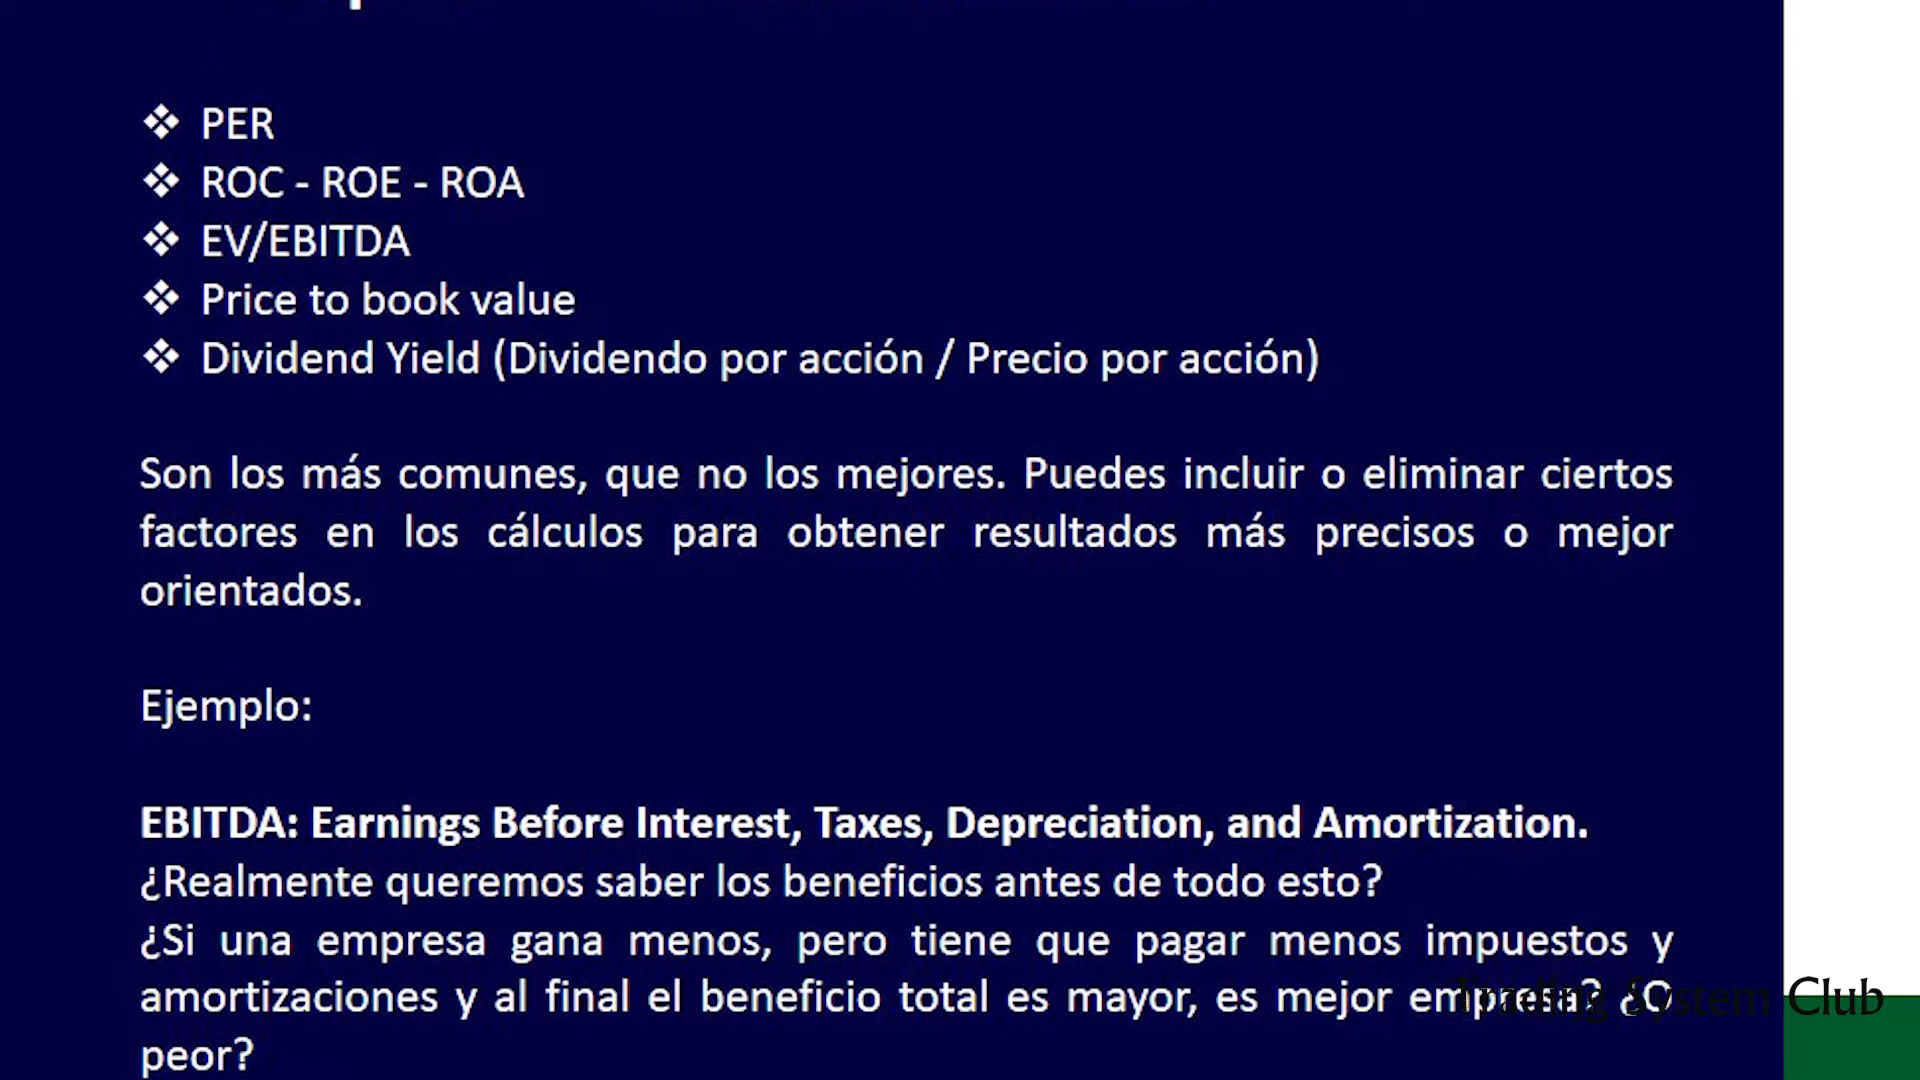 ❖ PER
❖ ROC - ROE - ROA
❖ EV/EBITDA
❖ Price to book value
❖ Dividend Yield (Dividendo por acción / Precio por acción)
Son los más comunes, que no los mejores. Puedes incluir o eliminar ciertos
factores en los cálculos para obtener resultados más precisos o mejor
orientados.
Ejemplo:
EBITDA: Earnings Before Interest, Taxes, Depreciation, and Amortization.
¿Realmente queremos saber los beneficios antes de todo esto?
¿Si una empresa gana menos, pero tiene que pagar menos impuestos y
amortizaciones y al final el beneficio total es mayor, es mejor empresa? ¿O
peor?
Trading System Club